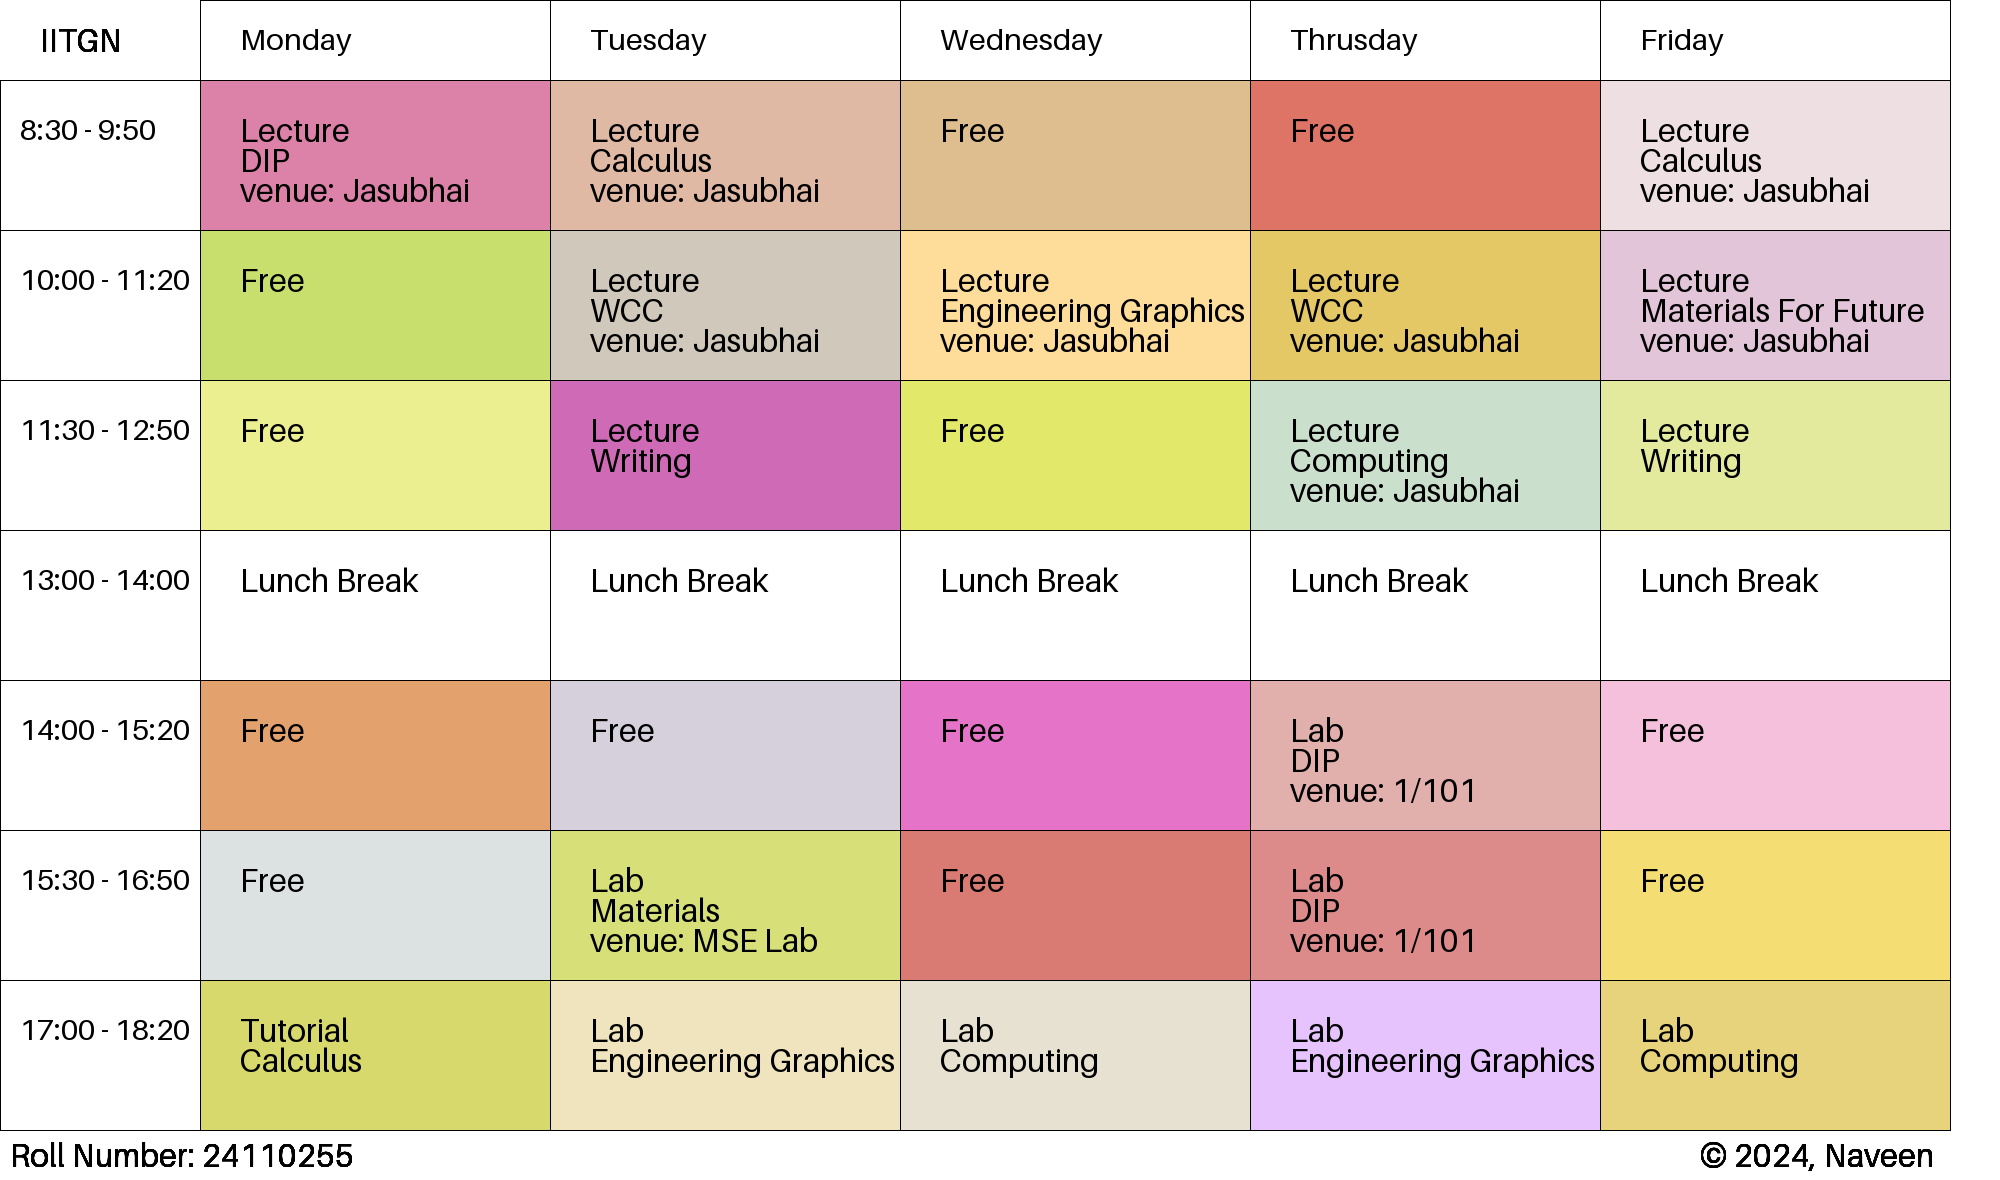 IITGN Monday Tuesday Wednesday Thrusday Friday
8:30 - 9:50
Lecture
DIP
venue: Jasubhai
Lecture
Calculus
venue: Jasubhai
Free
Free
Lecture
Calculus
venue: Jasubhai
10:00 - 11:20
Free
Lecture
WCC
venue: Jasubhai
Lecture
Engineering Graphics
venue: Jasubhai
Lecture
WCC
venue: Jasubhai
Lecture
Materials For Future
venue: Jasubhai
11:30 - 12:50
Free
Lecture
Writing
Free
Lecture
Computing
venue: Jasubhai
Lecture
Writing
13:00 - 14:00
Lunch Break
Lunch Break
Lunch Break
Lunch Break
Lunch Break
14:00 - 15:20
Free
Free
Free
Lab
DIP
venue: 1/101
Free
15:30 - 16:50
Free
Lab
Materials
venue: MSE Lab
Free
Lab
DIP
venue: 1/101
Free
17:00 - 18:20
Tutorial
Calculus
Lab
Engineering Graphics
Lab
Computing
Lab
Engineering Graphics
Lab
Computing
Roll Number: 24110255
© 2024, Naveen